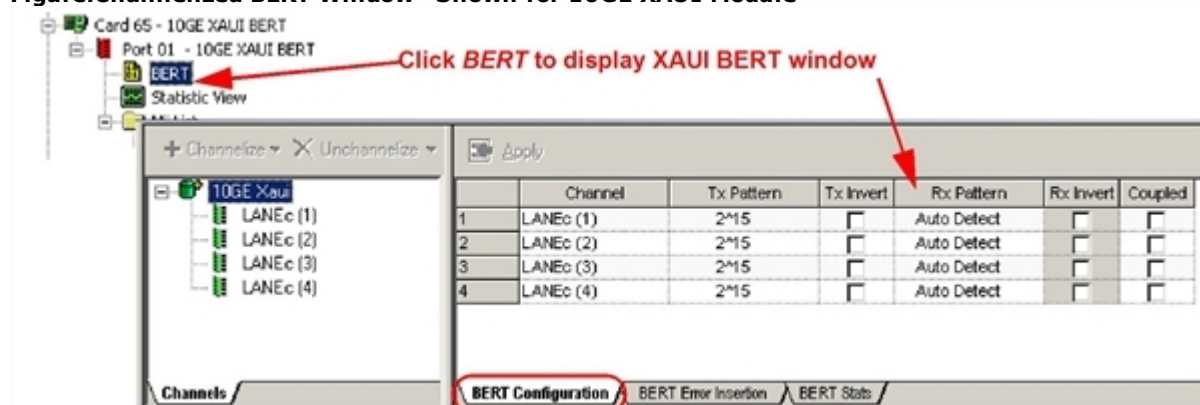 Card 65 - 10GE XAUI BERT
Port 01 - 10GE XAUI BERT
BERT
Click BERT to display XAUI BERT window
Statistic View
Channelize Unchannelize
Apply
10GE Xaui
LANEc (1)
LANEc (2)
LANEc (3)
LANEc (4)
Channel Tx Pattern Tx Invert Rx Pattern Rx Invert Coupled
1 LANEc (1) 2^15 Auto Detect
2 LANEc (2) 2^15 Auto Detect
3 LANEc (3) 2^15 Auto Detect
4 LANEc (4) 2^15 Auto Detect
Channels
BERT Configuration BERT Error Insertion BERT Stats